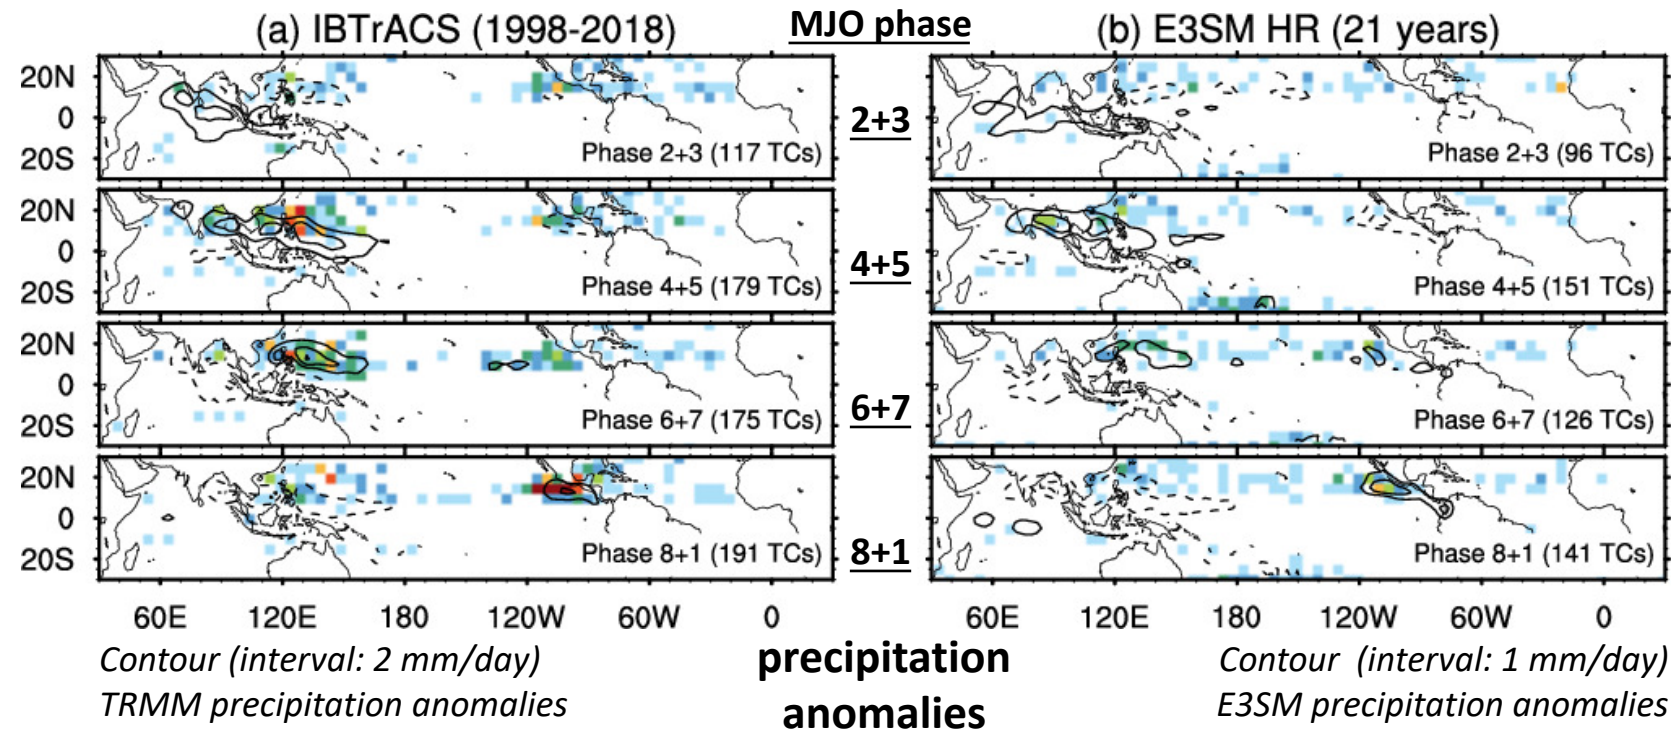 (a) IBTrACS (1998-2018)
MJO phase
(b) E3SM HR (21 years)
20N
0
20S
Phase 2+3 (117 TCs)
2+3
Phase 2+3 (96 TCs)
20N
0
20S
Phase 4+5 (179 TCs)
4+5
Phase 4+5 (151 TCs)
20N
0
20S
Phase 6+7 (175 TCs)
6+7
Phase 6+7 (126 TCs)
20N
0
20S
Phase 8+1 (191 TCs)
8+1
Phase 8+1 (141 TCs)
60E 120E 180 120W 60W 0
60E 120E 180 120W 60W 0
Contour (interval: 2 mm/day)
TRMM precipitation anomalies
precipitation
anomalies
Contour (interval: 1 mm/day)
E3SM precipitation anomalies